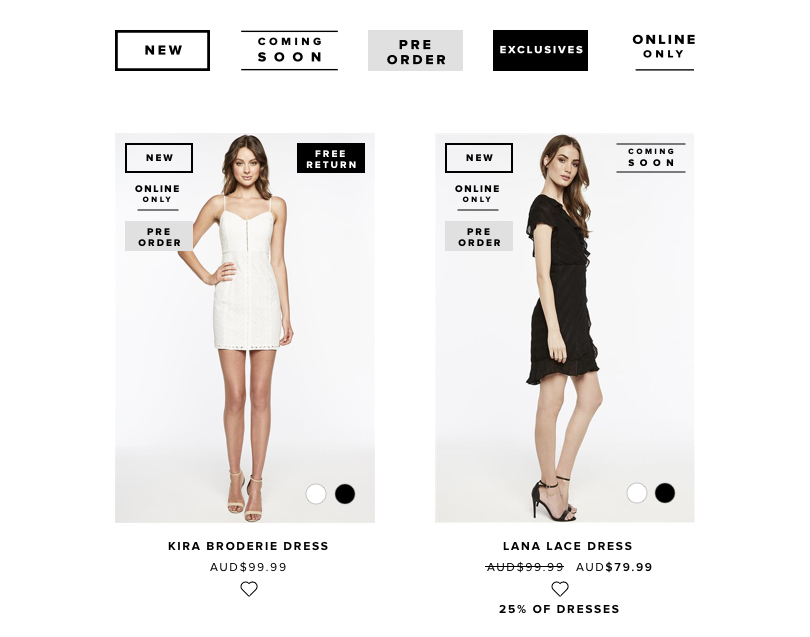 NEW
COMING
SOON
PRE
ORDER
EXCLUSIVES
ONLINE
ONLY
NEW
FREE
RETURN
ONLINE
ONLY
PRE
ORDER
NEW
COMING
SOON
ONLINE
ONLY
PRE
ORDER
KIRA BRODERIE DRESS
AUD$99.99
LANA LACE DRESS
AUD$99.99 AUD$79.99
25% OF DRESSES